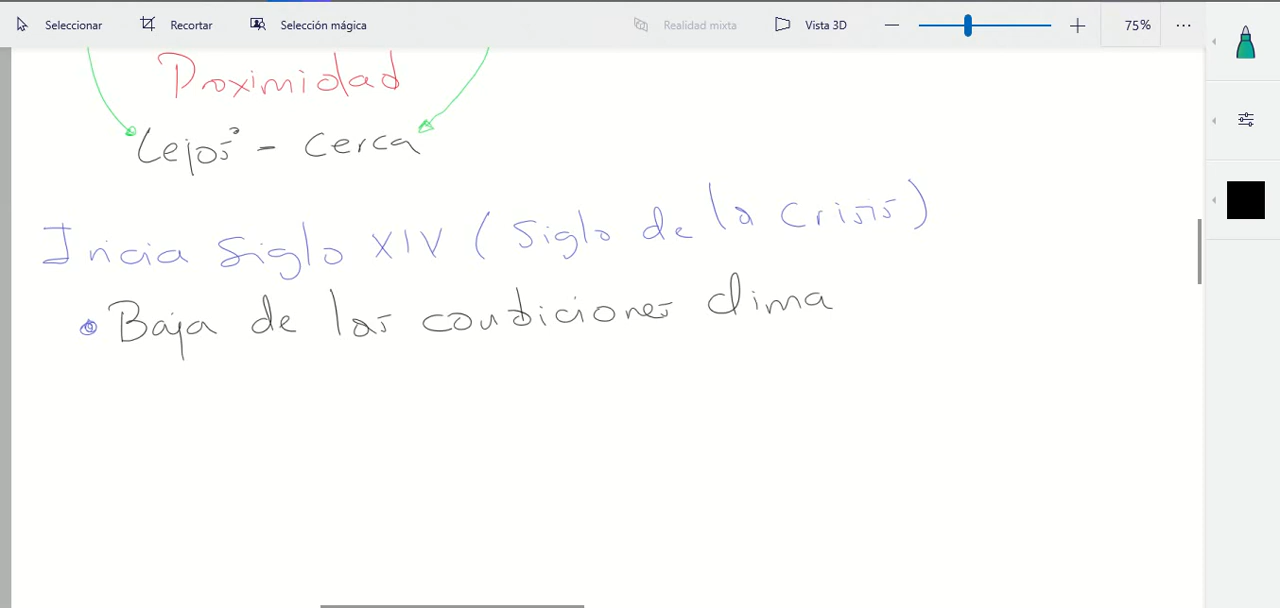 Seleccionar Recortar Selección mágica Realidad mixta Vista 3D 75%
Proximidad
Lejos - Cerca
Inicia Siglo XIV (Siglo de la Crisis)
Baja de las condiciones clima